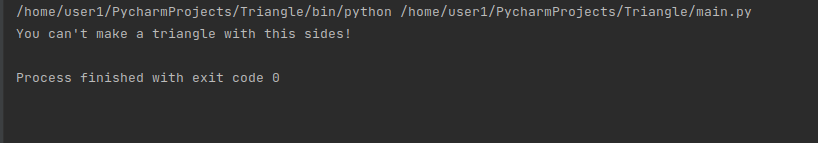 /home/user1/PycharmProjects/Triangle/bin/python /home/user1/PycharmProjects/Triangle/main.py
You can't make a triangle with this sides!
Process finished with exit code 0